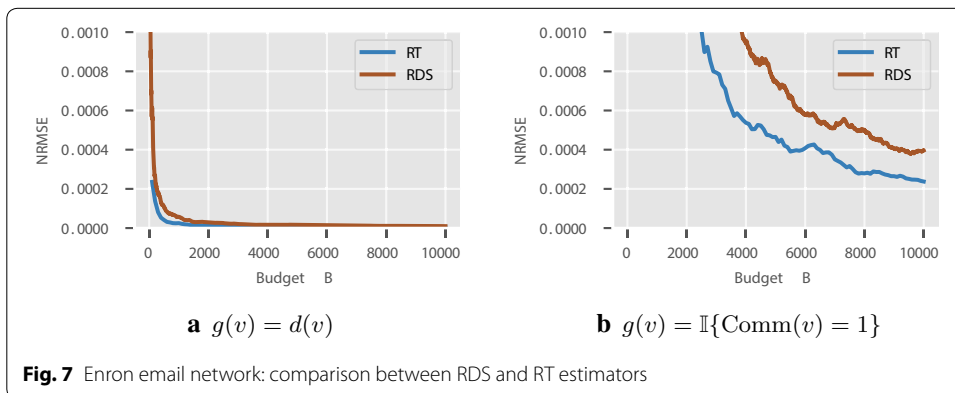 0.0010
0.0008
0.0006
0.0004
0.0002
0.0000
NRMSE
RT
RDS
0 2000 4000 6000 8000 10000
Budget B
a g(v) = d(v)
0.0010
0.0008
0.0006
0.0004
0.0002
0.0000
NRMSE
RT
RDS
0 2000 4000 6000 8000 10000
Budget B
b g(v) = 𝕀{Comm(v) = 1}
Fig. 7 Enron email network: comparison between RDS and RT estimators